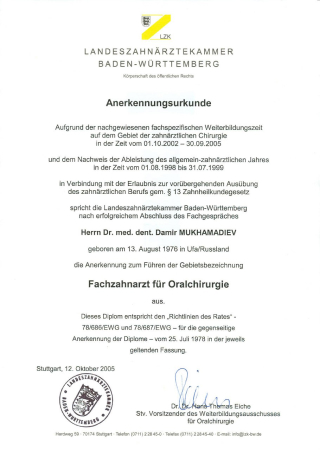 LZK
LANDESZAHNÄRZTEKAMMER
BADEN-WÜRTTEMBERG
Körperschaft des öffentlichen Rechts
Anerkennungsurkunde
Aufgrund der nachgewiesenen fachspezifischen Weiterbildungszeit
auf dem Gebiet der zahnärztlichen Chirurgie
in der Zeit vom 01.10.2002 – 30.09.2005
und dem Nachweis der Ableistung des allgemein-zahnärztlichen Jahres
in der Zeit vom 01.08.1998 bis 31.07.1999
in Verbindung mit der Erlaubnis zur vorübergehenden Ausübung
des zahnärztlichen Berufs gem. § 13 Zahnheilkundegesetz
spricht die Landeszahnärztekammer Baden-Württemberg
nach erfolgreichem Abschluss des Fachgespräches
Herrn Dr. med. dent. Damir MUKHAMADIEV
geboren am 13. August 1976 in Ufa/Russland
die Anerkennung zum Führen der Gebietsbezeichnung
Fachzahnarzt für Oralchirurgie
aus.
Dieses Diplom entspricht den „Richtlinien des Rates" -
78/686/EWG und 78/687/EWG – für die gegenseitige
Anerkennung der Diplome – vom 25. Juli 1978 in der jeweils
geltenden Fassung.
Stuttgart, 12. Oktober 2005
LANDESZAHNÄRZTEKAMMER
BADEN-WÜRTTEMBERG
Dr. Dr. Hans Thomas Eiche
Stv. Vorsitzender des Weiterbildungsausschusses
für Oralchirurgie
Herdweg 59 · 70174 Stuttgart · Telefon (0711) 2 28 45-0 · Telefax (0711) 2 28 45-40 · E-mail: info@lzk-bw.de